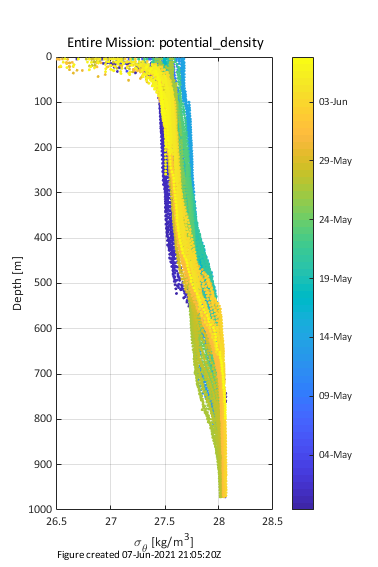 Entire Mission: potential_density
0
100
200
300
400
500
600
700
800
900
1000
Depth [m]
26.5 27 27.5 28 28.5
σθ [kg/m³]
03-Jun
29-May
24-May
19-May
14-May
09-May
04-May
Figure created 07-Jun-2021 21:05:20Z